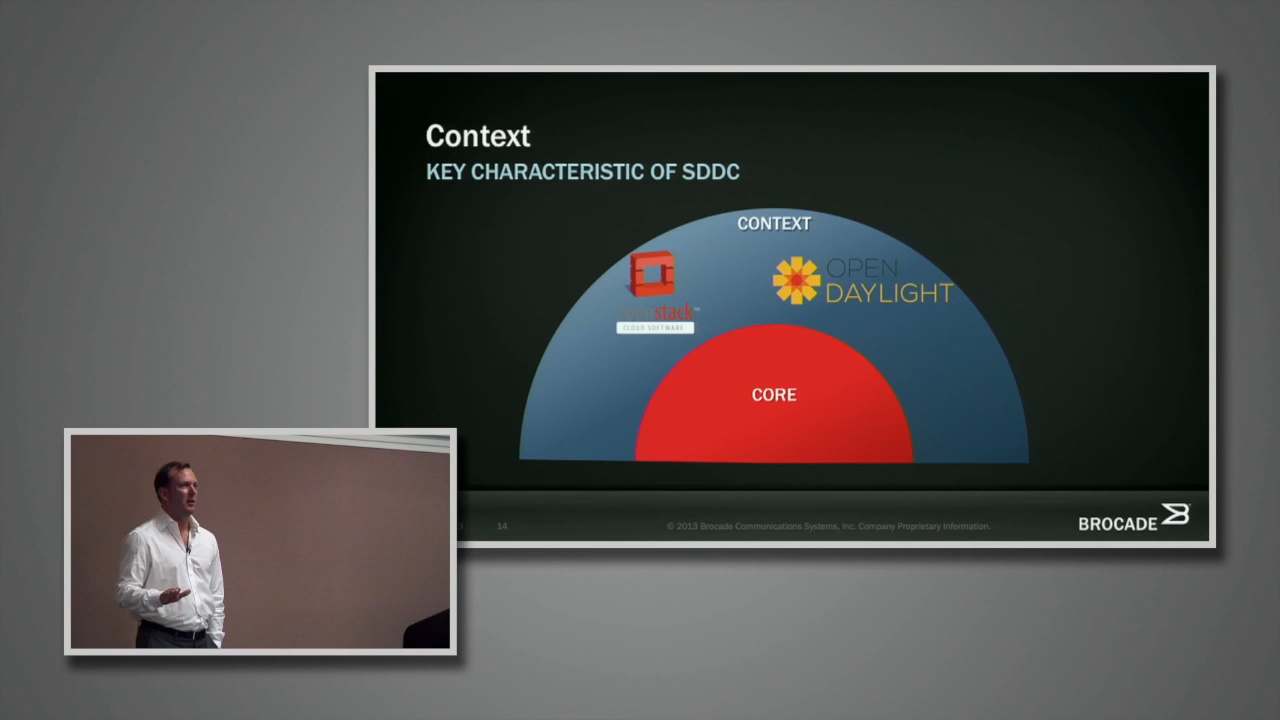 Context
KEY CHARACTERISTIC OF SDDC
CONTEXT
OPEN
DAYLIGHT
openstack™
CLOUD SOFTWARE
CORE
14
© 2013 Brocade Communications Systems, Inc. Company Proprietary Information.
BROCADE